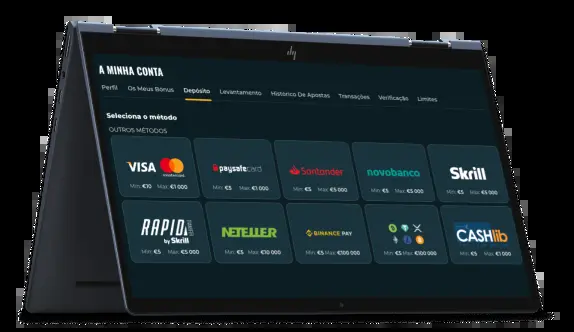 hp
A MINHA CONTA
Perfil Os Meus Bónus Depósito Levantamento Histórico De Apostas Transações Verificação Limites
Seleciona o método
OUTROS MÉTODOS
VISA mastercard paysafecard Santander novobanco Skrill
Min: €10 Max: €1 000 Min: €5 Max: €1 000 Min: €5 Max: €5 000 Min: €5 Max: €5 000 Min: €5 Max: €5 000
RAPID TRANSFER by Skrill NETELLER BINANCE PAY CASHlib
Min: €5 Max: €5 000 Min: €5 Max: €10 000 Min: €5 Max: €100 000 Min: €5 Max: €100 000 Min: €5 Max: €1 000